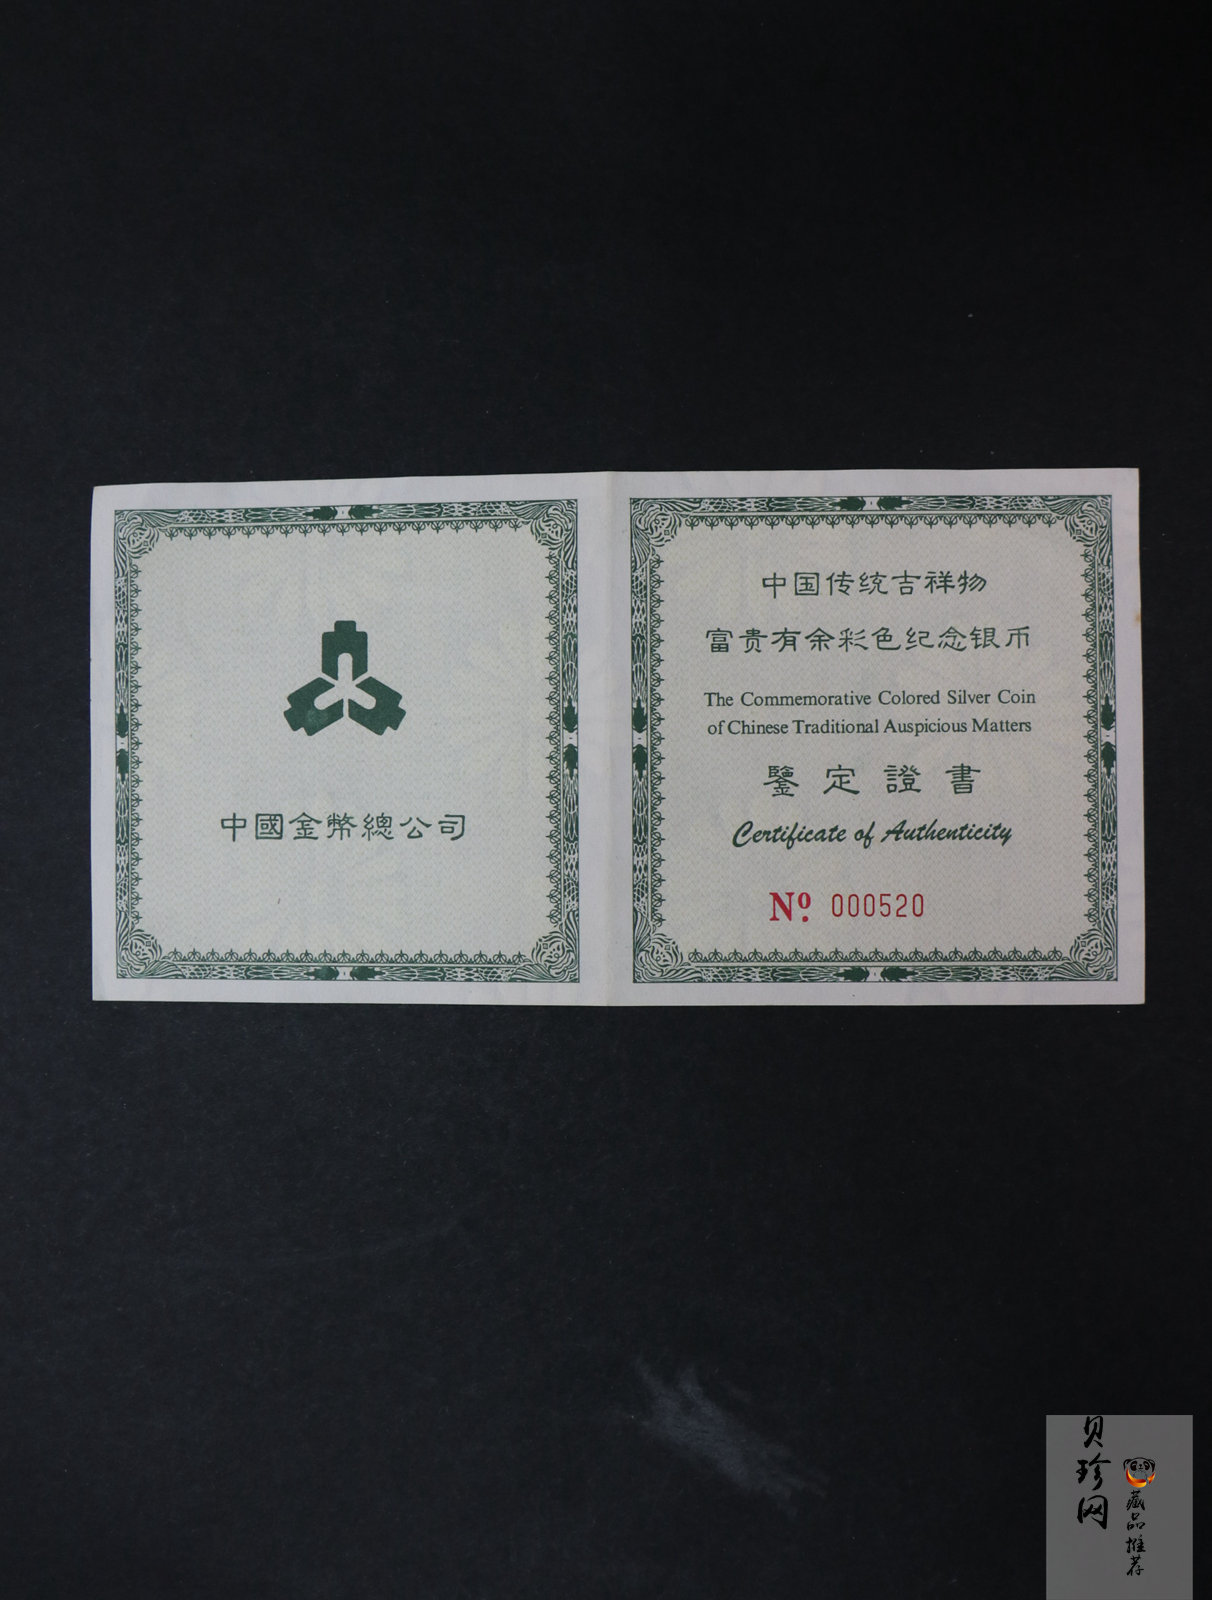 中國金幣總公司
中国传统吉祥物
富贵有余彩色纪念银币
The Commemorative Colored Silver Coin
of Chinese Traditional Auspicious Matters
鑒定證書
Certificate of Authenticity
Nº. 000520
贝珍网
藏品推荐